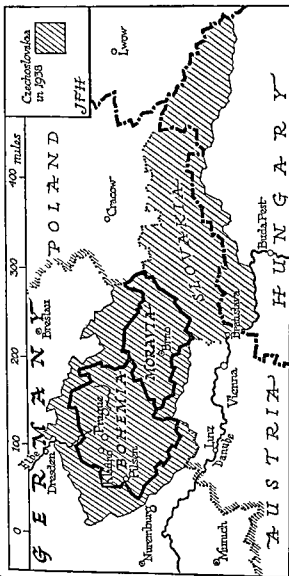 Czechoslovakia
in 1938
JFH
0 100 200 300 400 miles
GERMANY
POLAND
Dresden
Breslau
Cracow
Lwow
Prague
Kladno
Pilsen
BOHEMIA
MORAVIA
Brno
SLOVAKIA
Nuremburg
Munich
Linz
Danube
Vienna
Bratislava
Buda Pest
AUSTRIA
HUNGARY